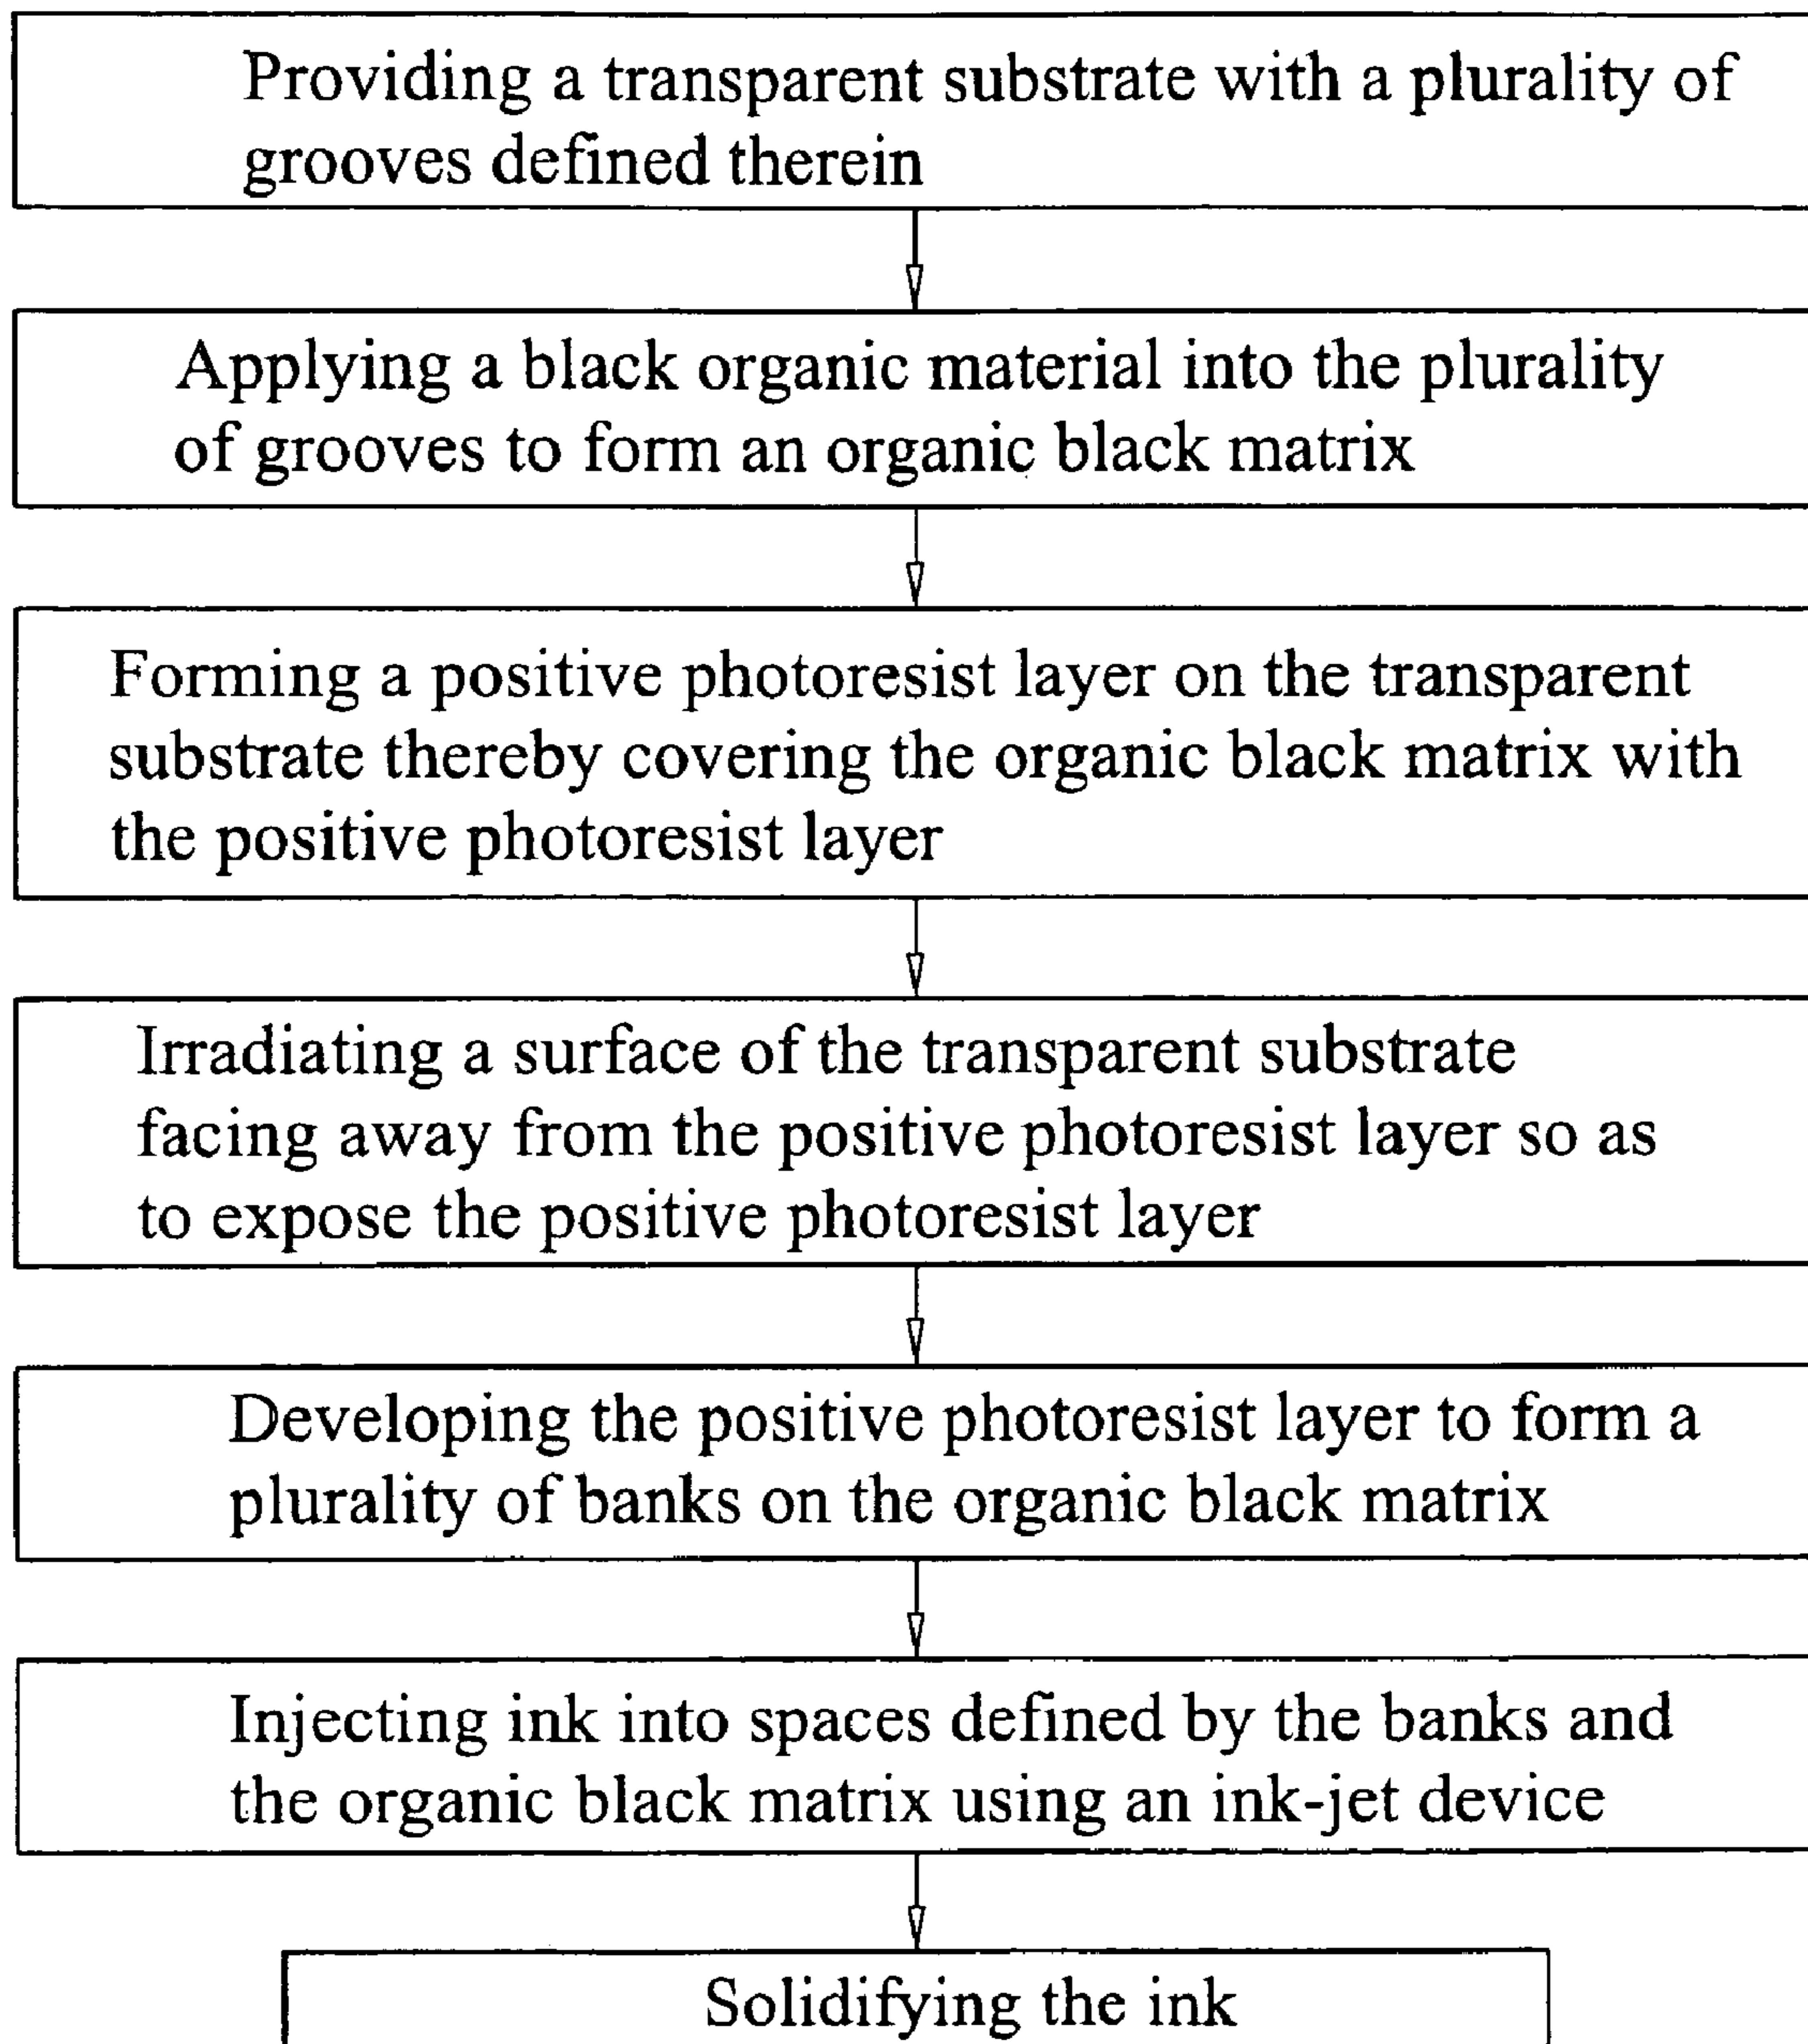 Providing a transparent substrate with a plurality of
grooves defined therein
Applying a black organic material into the plurality
of grooves to form an organic black matrix
Forming a positive photoresist layer on the transparent
substrate thereby covering the organic black matrix with
the positive photoresist layer
Irradiating a surface of the transparent substrate
facing away from the positive photoresist layer so as
to expose the positive photoresist layer
Developing the positive photoresist layer to form a
plurality of banks on the organic black matrix
Injecting ink into spaces defined by the banks and
the organic black matrix using an ink-jet device
Solidifying the ink